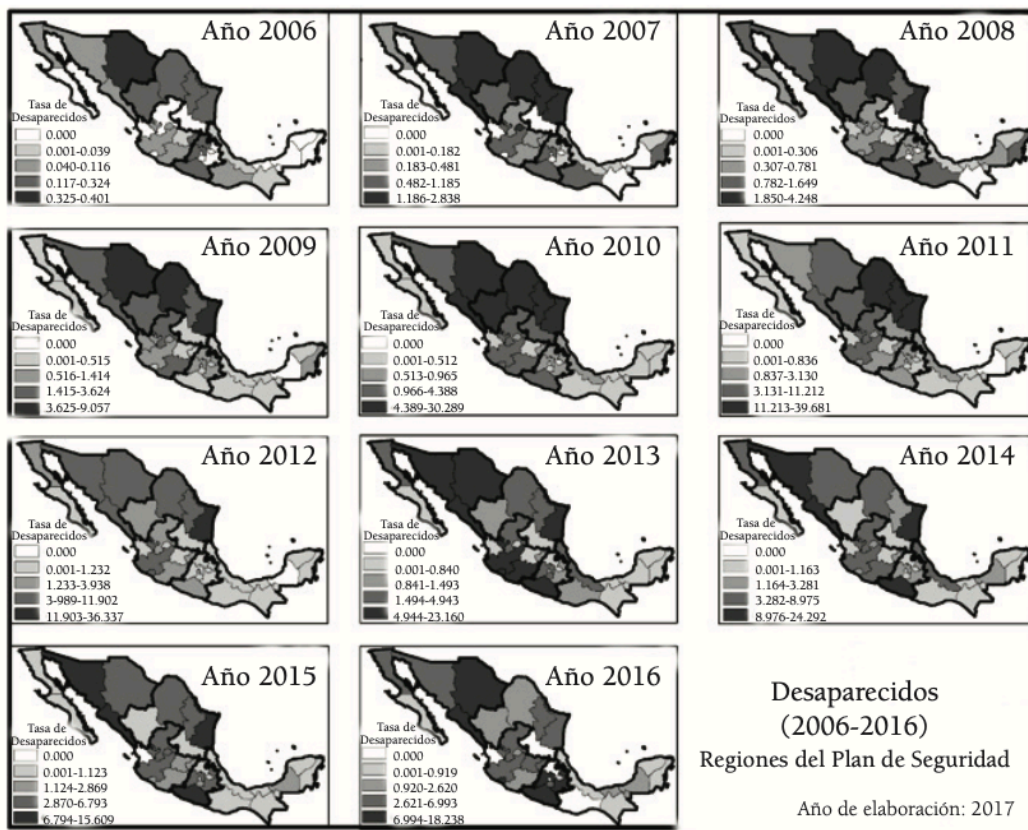 Año 2006
Tasa de
Desaparecidos
0.000
0.001-0.039
0.040-0.116
0.117-0.324
0.325-0.401
Año 2007
Tasa de
Desaparecidos
0.000
0.001-0.182
0.183-0.481
0.482-1.185
1.186-2.838
Año 2008
Tasa de
Desaparecidos
0.000
0.001-0.306
0.307-0.781
0.782-1.649
1.850-4.248
Año 2009
Tasa de
Desaparecidos
0.000
0.001-0.515
0.516-1.414
1.415-3.624
3.625-9.057
Año 2010
Tasa de
Desaparecidos
0.000
0.001-0.512
0.513-0.965
0.966-4.388
4.389-30.289
Año 2011
Tasa de
Desaparecidos
0.000
0.001-0.836
0.837-3.130
3.131-11.212
11.213-39.681
Año 2012
Tasa de
Desaparecidos
0.000
0.001-1.232
1.233-3.938
3-989-11.902
11.903-36.337
Año 2013
Tasa de
Desaparecidos
0.000
0.001-0.840
0.841-1.493
1.494-4.943
4.944-23.160
Año 2014
Tasa de
Desaparecidos
0.000
0.001-1.163
1.164-3.281
3.282-8.975
8.976-24.292
Año 2015
Tasa de
Desaparecidos
0.000
0.001-1.123
1.124-2.869
2.870-6.793
6.794-15.609
Año 2016
Tasa de
Desaparecidos
0.000
0.001-0.919
0.920-2.620
2.621-6.993
6.994-18.238
Desaparecidos
(2006-2016)
Regiones del Plan de Seguridad
Año de elaboración: 2017